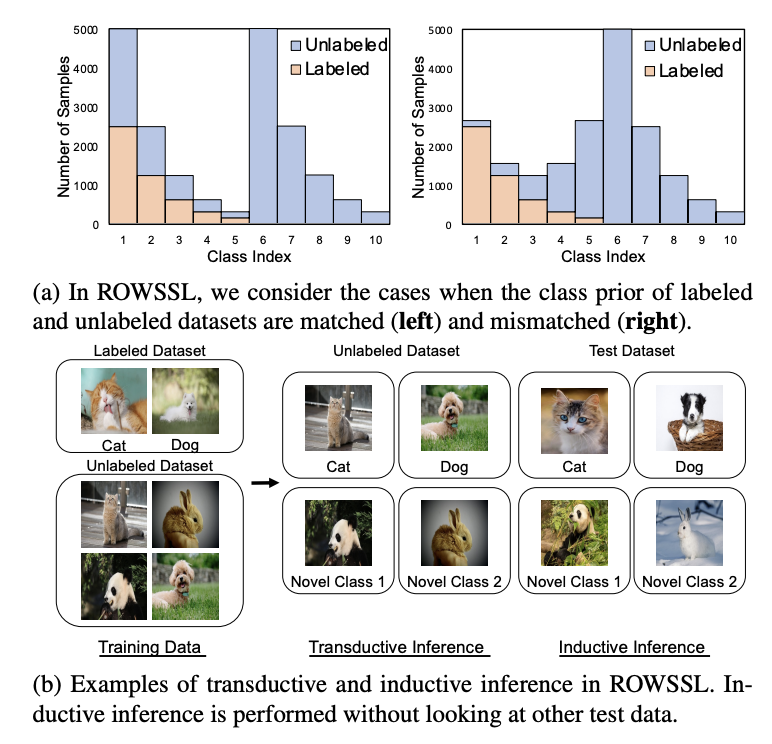 Number of Samples
5000
4000
3000
2000
1000
0
Unlabeled
Labeled
1 2 3 4 5 6 7 8 9 10
Class Index
Number of Samples
5000
4000
3000
2000
1000
0
Unlabeled
Labeled
1 2 3 4 5 6 7 8 9 10
Class Index
(a) In ROWSSL, we consider the cases when the class prior of labeled
and unlabeled datasets are matched (left) and mismatched (right).
Labeled Dataset
Cat Dog
Unlabeled Dataset
Training Data
Unlabeled Dataset
Cat Dog
Novel Class 1 Novel Class 2
Transductive Inference
Test Dataset
Cat Dog
Novel Class 1 Novel Class 2
Inductive Inference
(b) Examples of transductive and inductive inference in ROWSSL. In-
ductive inference is performed without looking at other test data.